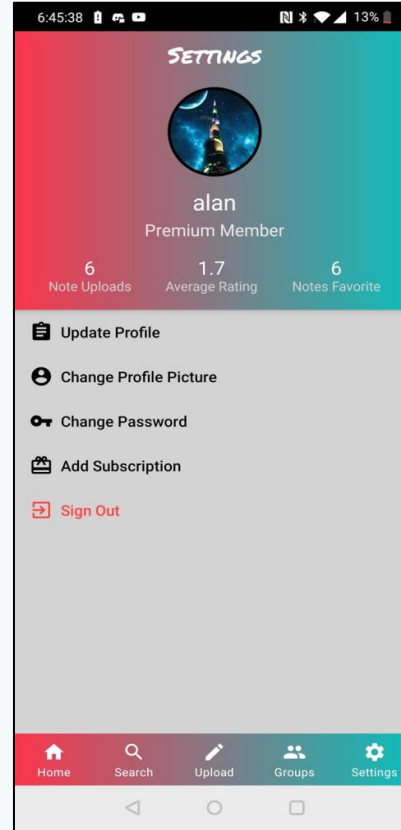 6:45:38 13%
Settings
alan
Premium Member
6 1.7 6
Note Uploads Average Rating Notes Favorite
Update Profile
Change Profile Picture
Change Password
Add Subscription
Sign Out
Home Search Upload Groups Settings